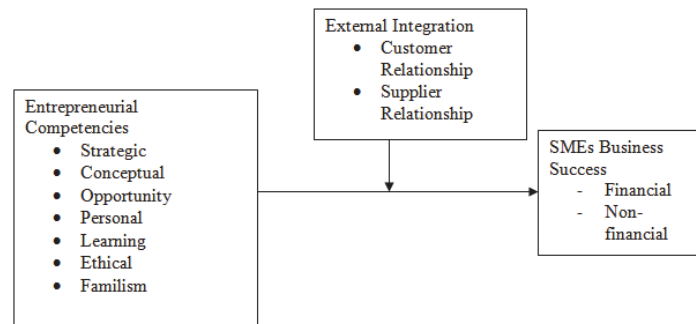 External Integration
• Customer
Relationship
• Supplier
Relationship
Entrepreneurial
Competencies
• Strategic
• Conceptual
• Opportunity
• Personal
• Learning
• Ethical
• Familism
SMEs Business
Success
- Financial
- Non-
financial